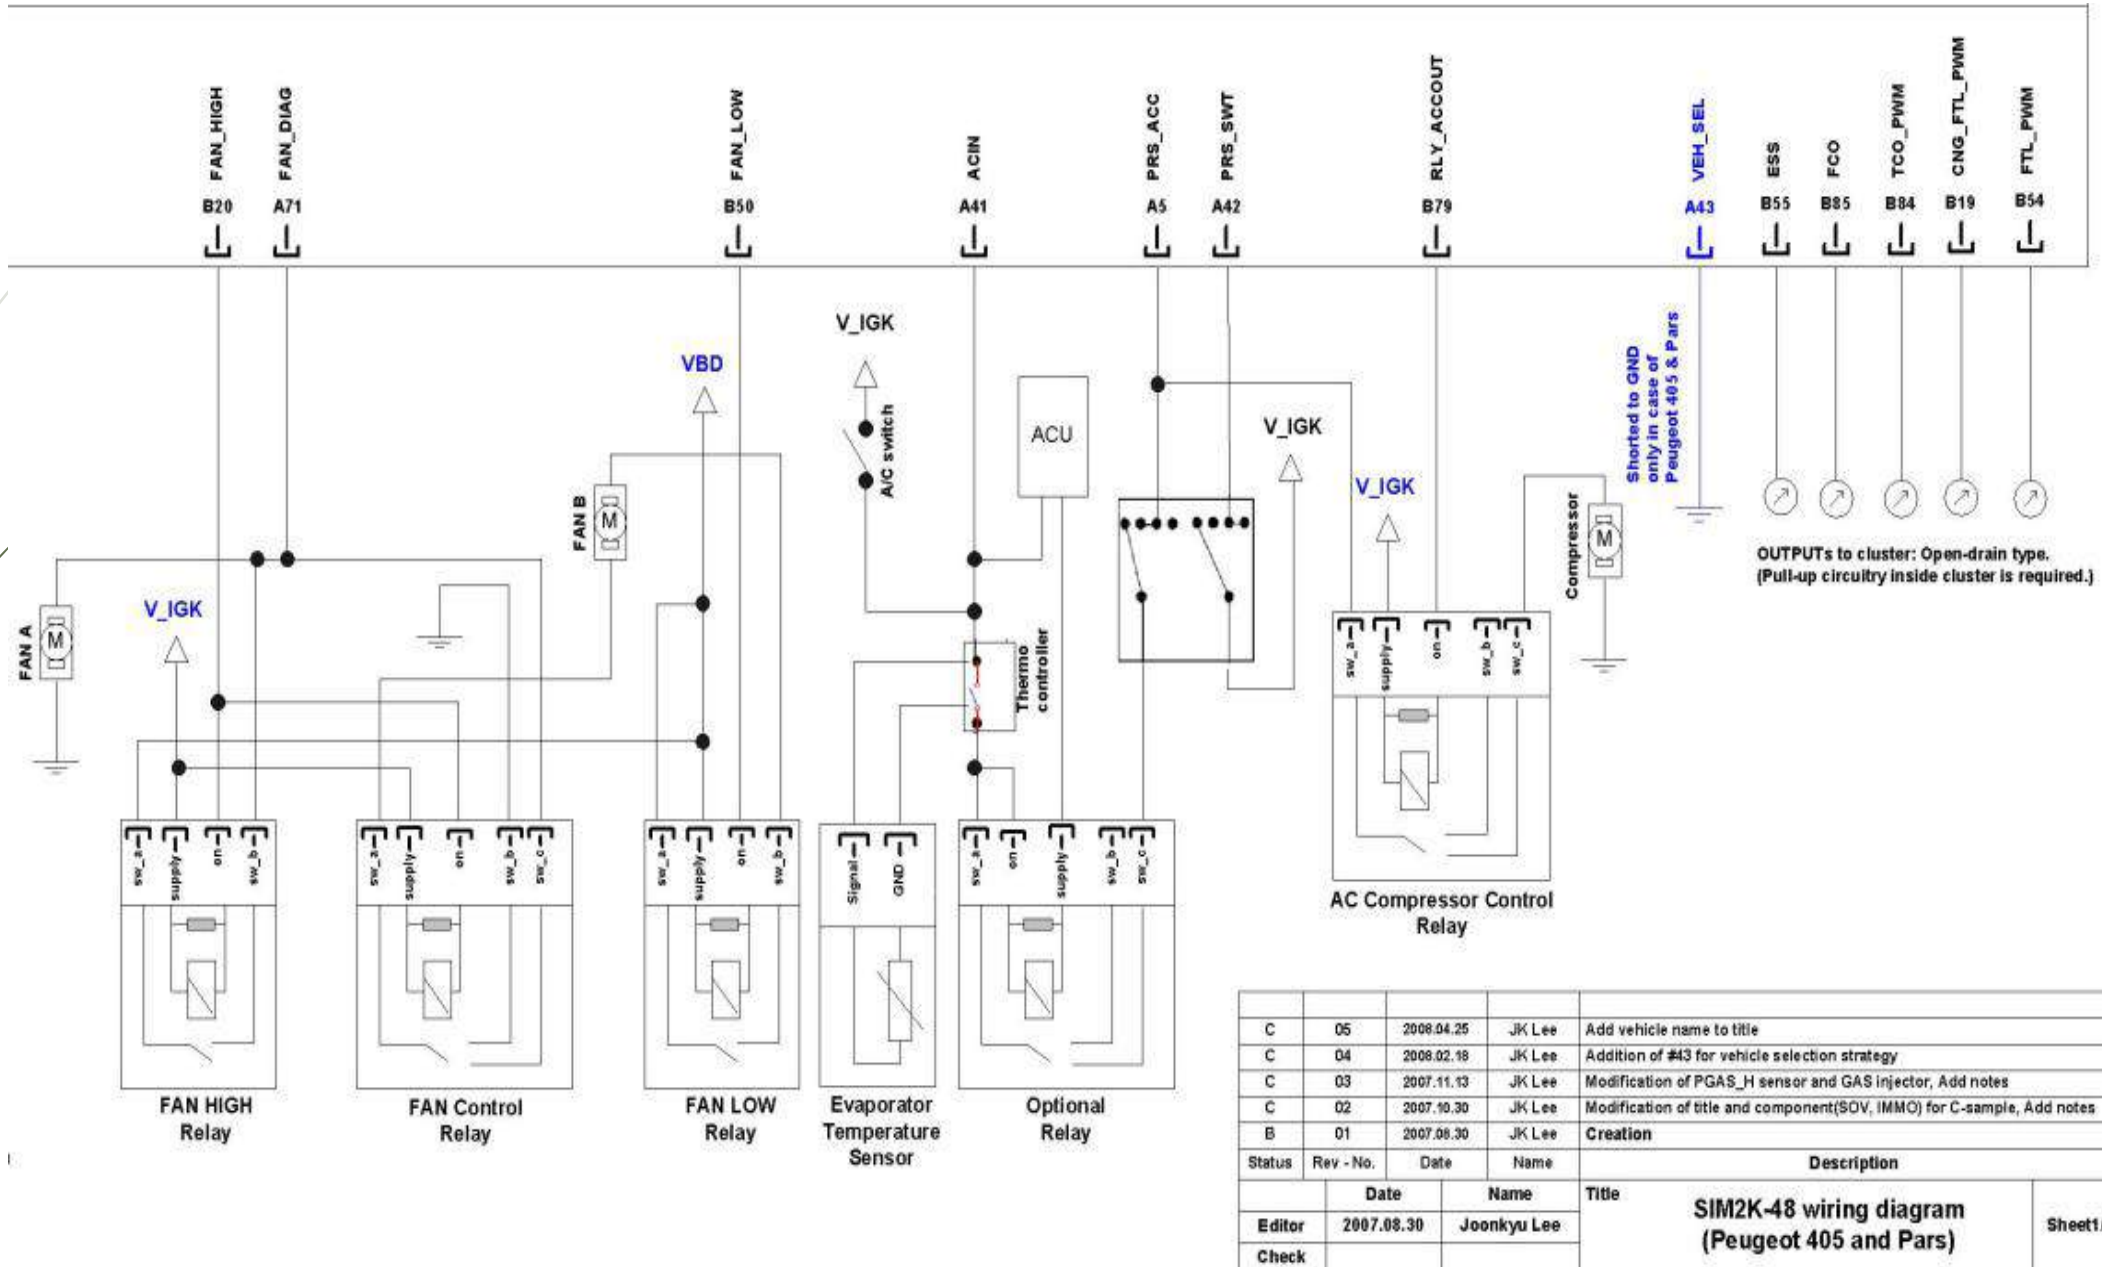 FAN_HIGH
FAN_DIAG
FAN_LOW
ACIN
PRS_ACC
PRS_SWT
RLY_ACCOUT
VEH_SEL
ESS
FCO
TCO_PWM
CNG_FTL_PWM
FTL_PWM
B20
A71
B50
A41
A5
A42
B79
A43
B55
B85
B84
B19
B54
V_IGK
VBD
A/C switch
ACU
V_IGK
V_IGK
Shorted to GND
only in case of
Peugeot 405 & Pars
FAN B
M
Compressor
M
OUTPUTs to cluster: Open-drain type.
(Pull-up circuitry inside cluster is required.)
FAN A
M
V_IGK
Thermo
controller
sw_a
supply
on
sw_b
sw_c
AC Compressor Control
Relay
sw_a
supply
on
sw_b
sw_a
supply
on
sw_b
sw_c
sw_a
supply
on
sw_b
Signal
GND
sw_a
on
supply
sw_b
sw_c
FAN HIGH
Relay
FAN Control
Relay
FAN LOW
Relay
Evaporator
Temperature
Sensor
Optional
Relay
C 05 2008.04.25 JK Lee Add vehicle name to title
C 04 2008.02.18 JK Lee Addition of #43 for vehicle selection strategy
C 03 2007.11.13 JK Lee Modification of PGAS_H sensor and GAS injector, Add notes
C 02 2007.10.30 JK Lee Modification of title and component(SOV, IMMO) for C-sample, Add notes
B 01 2007.08.30 JK Lee Creation
Status Rev - No. Date Name Description
Date Name Title
Editor 2007.08.30 Joonkyu Lee
Check
SIM2K-48 wiring diagram
(Peugeot 405 and Pars)
Sheet1